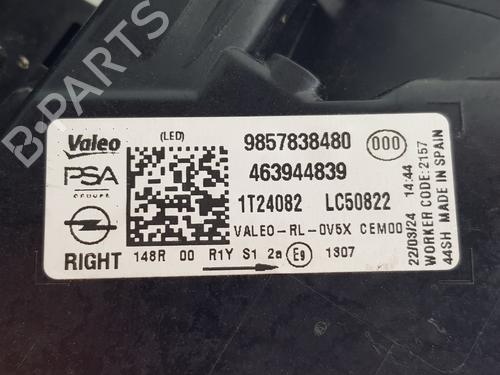 Valeo (LED) 9857838480 000
PSA GROUPE 463944839
1T24082 LC50822
VALEO-RL-OV5X CEM00
RIGHT 148R 00 R1Y S1 2a E9 1307
22/03/24 14:44
WORKER CODE:2157
44SH MADE IN SPAIN
B-PARTS